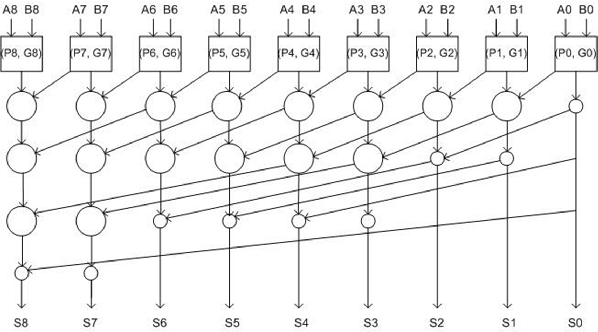 A8 B8 A7 B7 A6 B6 A5 B5 A4 B4 A3 B3 A2 B2 A1 B1 A0 B0
(P8, G8) (P7, G7) (P6, G6) (P5, G5) (P4, G4) (P3, G3) (P2, G2) (P1, G1) (P0, G0)
S8 S7 S6 S5 S4 S3 S2 S1 S0